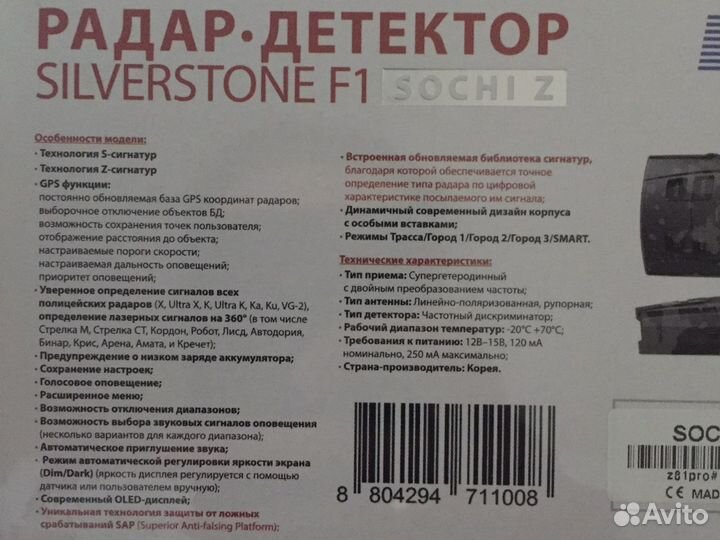 РАДАР·ДЕТЕКТОР
SILVERSTONE F1 SOCHI Z
Особенности модели:
· Технология S-сигнатур
· Технология Z-сигнатур
· GPS функции:
постоянно обновляемая база GPS координат радаров;
выборочное отключение объектов БД;
возможность сохранения точек пользователя;
отображение расстояния до объекта;
настраиваемые пороги скорости;
настраиваемая дальность оповещений;
приоритет оповещений;
· Уверенное определение сигналов всех
полицейских радаров (X, Ultra X, K, Ultra K, Ka, Ku, VG-2),
определение лазерных сигналов на 360° (в том числе
Стрелка М, Стрелка СТ, Кордон, Робот, Лисд, Автодория,
Бинар, Крис, Арена, Амата, и Кречет);
· Предупреждение о низком заряде аккумулятора;
· Сохранение настроек;
· Голосовое оповещение;
· Расширенное меню;
· Возможность отключения диапазонов;
· Возможность выбора звуковых сигналов оповещения
(несколько вариантов для каждого диапазона);
· Автоматическое приглушение звука;
· Режим автоматической регулировки яркости экрана
(Dim/Dark) (яркость дисплея регулируется с помощью
датчика или пользователем вручную);
· Современный OLED-дисплей;
· Уникальная технология защиты от ложных
срабатываний SAP (Superior Anti-falsing Platform);
· Встроенная обновляемая библиотека сигнатур,
благодаря которой обеспечивается точное
определение типа радара по цифровой
характеристике посылаемого им сигнала;
· Динамичный современный дизайн корпуса
с особыми вставками;
· Режимы Трасса/Город 1/Город 2/Город 3/SMART.
Технические характеристики:
· Тип приема: Супергетеродинный
с двойным преобразованием частоты;
· Тип антенны: Линейно-поляризованная, рупорная;
· Тип детектора: Частотный дискриминатор;
· Рабочий диапазон температур: -20°C +70°C;
· Требования к питанию: 12В–15В, 120 мА
номинально, 250 мА максимально;
· Страна-производитель: Корея.
8 804294 711008
SOC
z81pro#
CE MAD
Avito